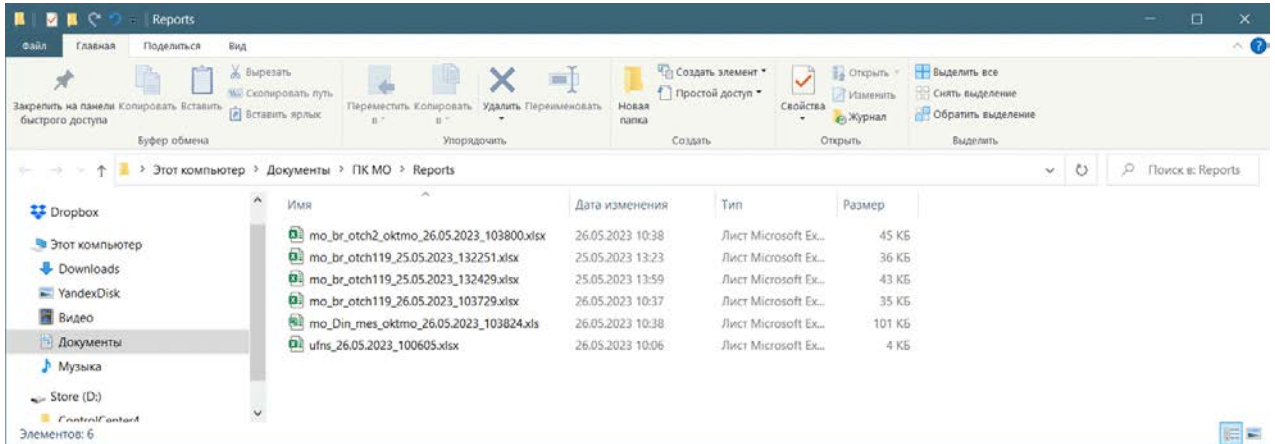 Reports
Файл Главная Поделиться Вид
Закрепить на панели быстрого доступа
Копировать
Вставить
Вырезать
Скопировать путь
Вставить ярлык
Буфер обмена
Переместить в
Копировать в
Удалить
Переименовать
Упорядочить
Новая папка
Создать элемент
Простой доступ
Создать
Свойства
Открыть
Изменить
Журнал
Открыть
Выделить все
Снять выделение
Обратить выделение
Выделить
Этот компьютер > Документы > ПК МО > Reports
Поиск в: Reports
Dropbox
Этот компьютер
Downloads
YandexDisk
Видео
Документы
Музыка
Store (D:)
ControlCenter4
Имя Дата изменения Тип Размер
mo_br_otch2_oktmo_26.05.2023_103800.xlsx 26.05.2023 10:38 Лист Microsoft Ex... 45 КБ
mo_br_otch119_25.05.2023_132251.xlsx 25.05.2023 13:23 Лист Microsoft Ex... 36 КБ
mo_br_otch119_25.05.2023_132429.xlsx 25.05.2023 13:59 Лист Microsoft Ex... 43 КБ
mo_br_otch119_26.05.2023_103729.xlsx 26.05.2023 10:37 Лист Microsoft Ex... 35 КБ
mo_Din_mes_oktmo_26.05.2023_103824.xls 26.05.2023 10:38 Лист Microsoft Ex... 101 КБ
ufns_26.05.2023_100605.xlsx 26.05.2023 10:06 Лист Microsoft Ex... 4 КБ
Элементов: 6